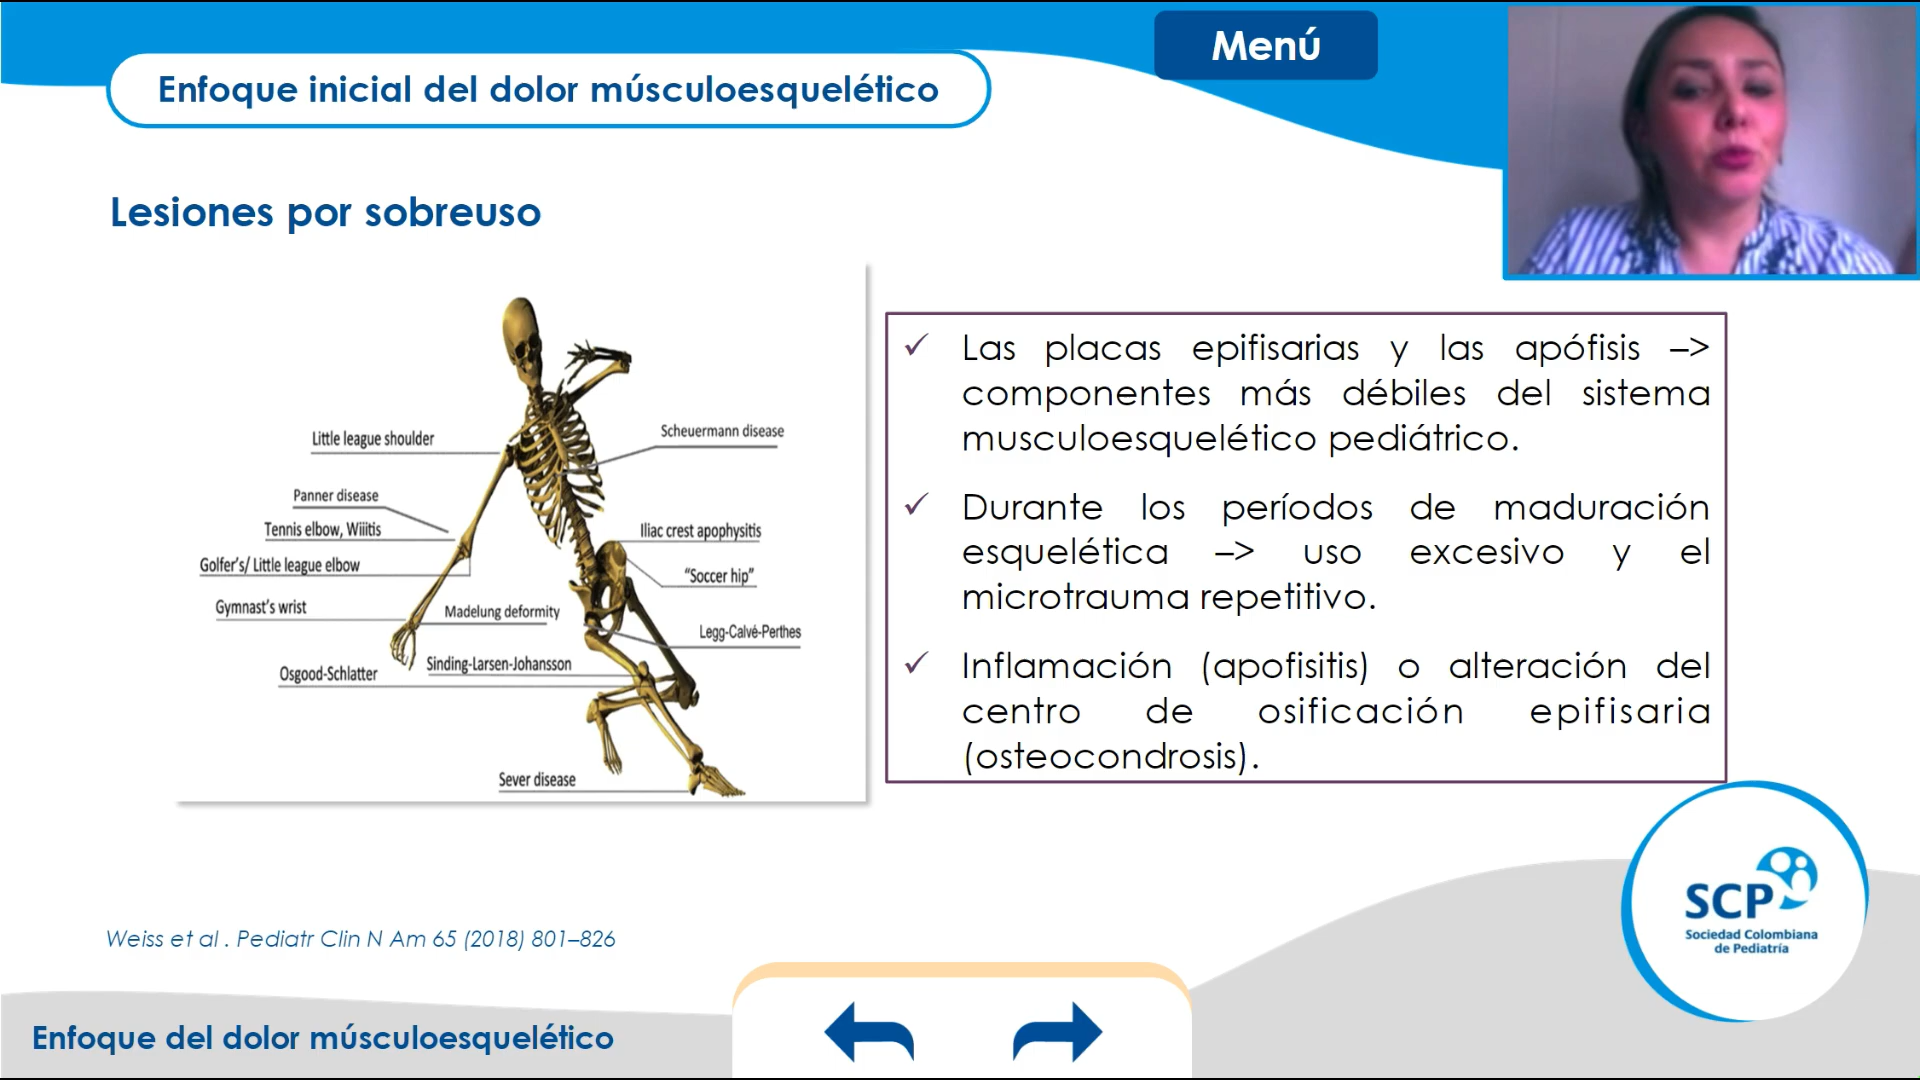 Menú
Enfoque inicial del dolor músculoesquelético
Lesiones por sobreuso
Little league shoulder
Scheuermann disease
Panner disease
Tennis elbow, Wiiitis
Iliac crest apophysitis
Golfer's/ Little league elbow
"Soccer hip"
Gymnast's wrist
Madelung deformity
Legg-Calvé-Perthes
Sinding-Larsen-Johansson
Osgood-Schlatter
Sever disease
✓ Las placas epifisarias y las apófisis –>
componentes más débiles del sistema
musculoesquelético pediátrico.
✓ Durante los períodos de maduración
esquelética –> uso excesivo y el
microtrauma repetitivo.
✓ Inflamación (apofisitis) o alteración del
centro de osificación epifisaria
(osteocondrosis).
SCP
Sociedad Colombiana
de Pediatría
Weiss et al . Pediatr Clin N Am 65 (2018) 801–826
Enfoque del dolor músculoesquelético